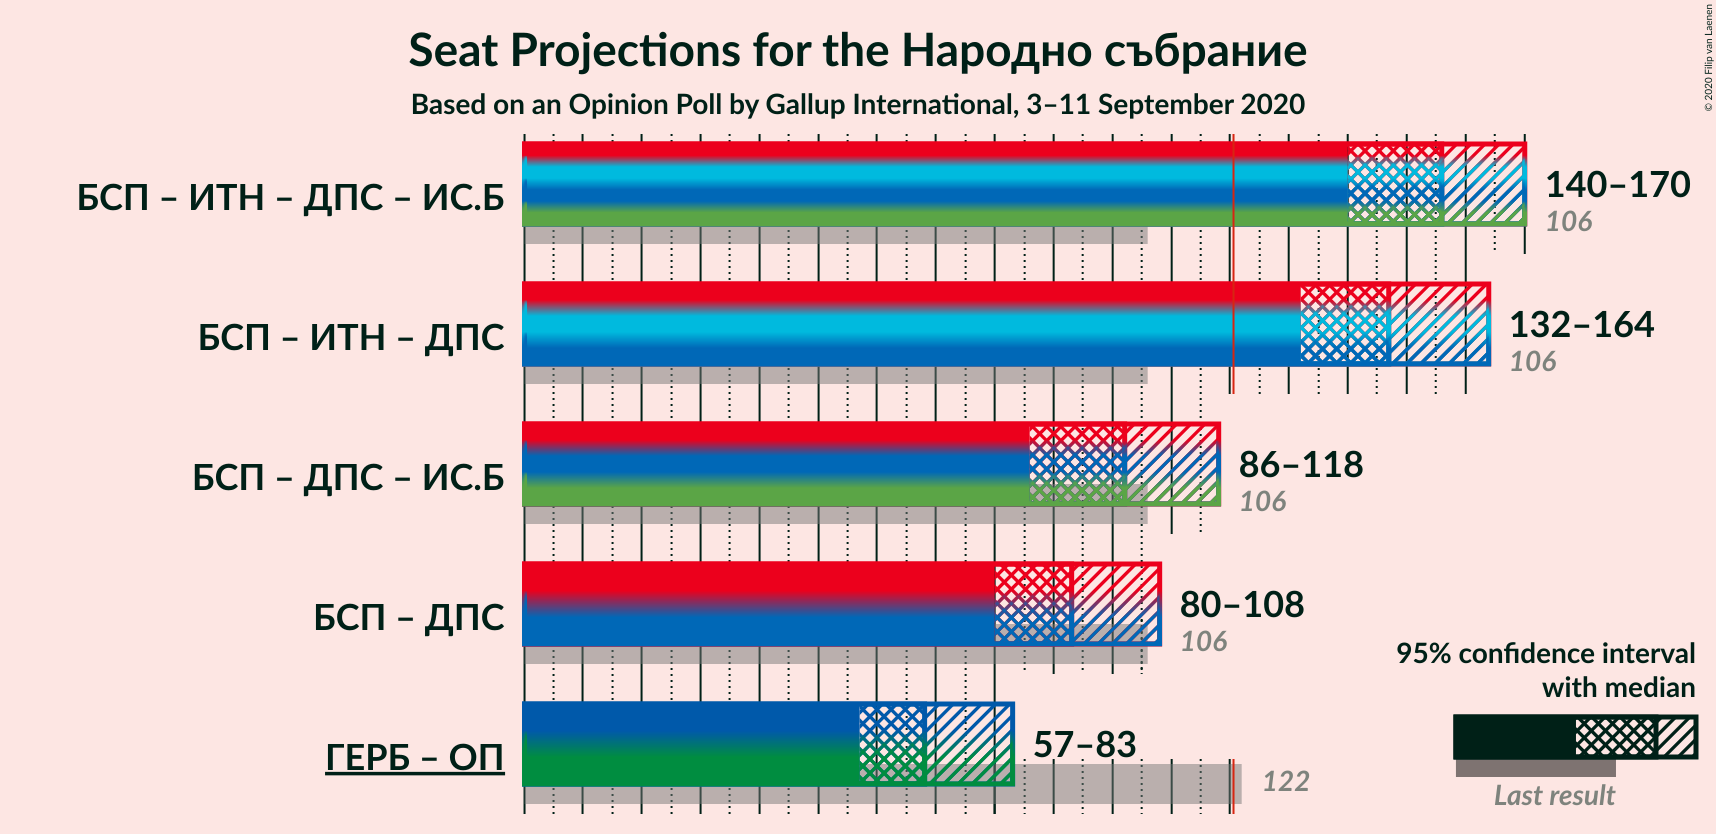 Seat Projections for the Народно събрание
Based on an Opinion Poll by Gallup International, 3–11 September 2020
© 2020 Filip van Laenen
БСП – ИТН – ДПС – ИС.Б
140–170
106
БСП – ИТН – ДПС
132–164
106
БСП – ДПС – ИС.Б
86–118
106
БСП – ДПС
80–108
106
ГЕРБ – ОП
57–83
122
95% confidence interval
with median
Last result